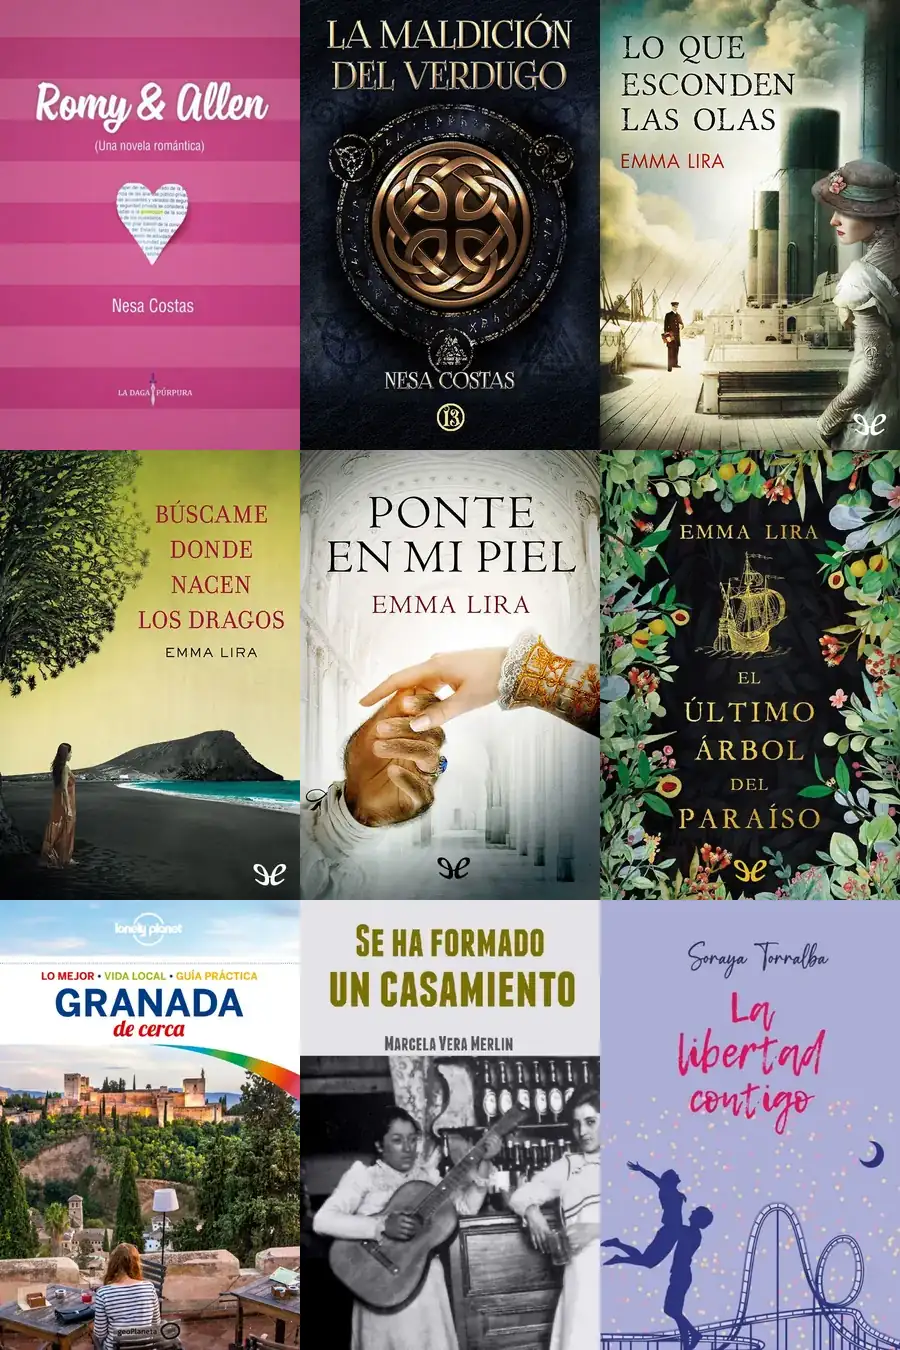 Romy & Allen
(Una novela romántica)
Nesa Costas
LA DAGA PÚRPURA
LA MALDICIÓN
DEL VERDUGO
NESA COSTAS
13
LO QUE
ESCONDEN
LAS OLAS
EMMA LIRA
BÚSCAME
DONDE
NACEN
LOS DRAGOS
EMMA LIRA
PONTE
EN MI PIEL
EMMA LIRA
EMMA LIRA
EL
ÚLTIMO
ÁRBOL
DEL
PARAÍSO
lonely planet
LO MEJOR • VIDA LOCAL • GUÍA PRÁCTICA
GRANADA
de cerca
geoPlaneta
SE HA FORMADO
UN CASAMIENTO
MARCELA VERA MERLIN
Soraya Torralba
La
libertad
contigo